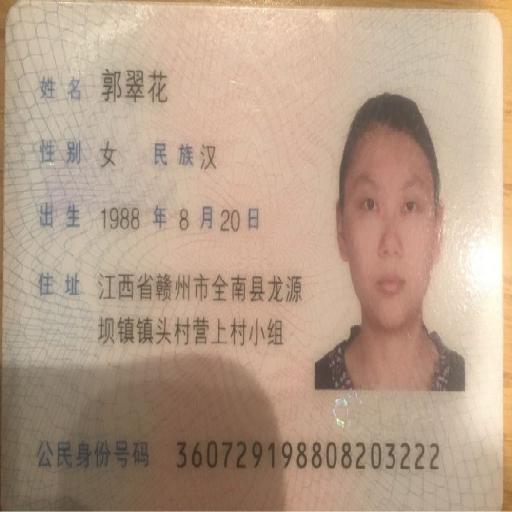 姓名 郭翠花
性别 女 民族 汉
出生 1988 年 8 月 20 日
住址 江西省赣州市全南县龙源
坝镇镇头村营上村小组
公民身份号码 360729198808203222